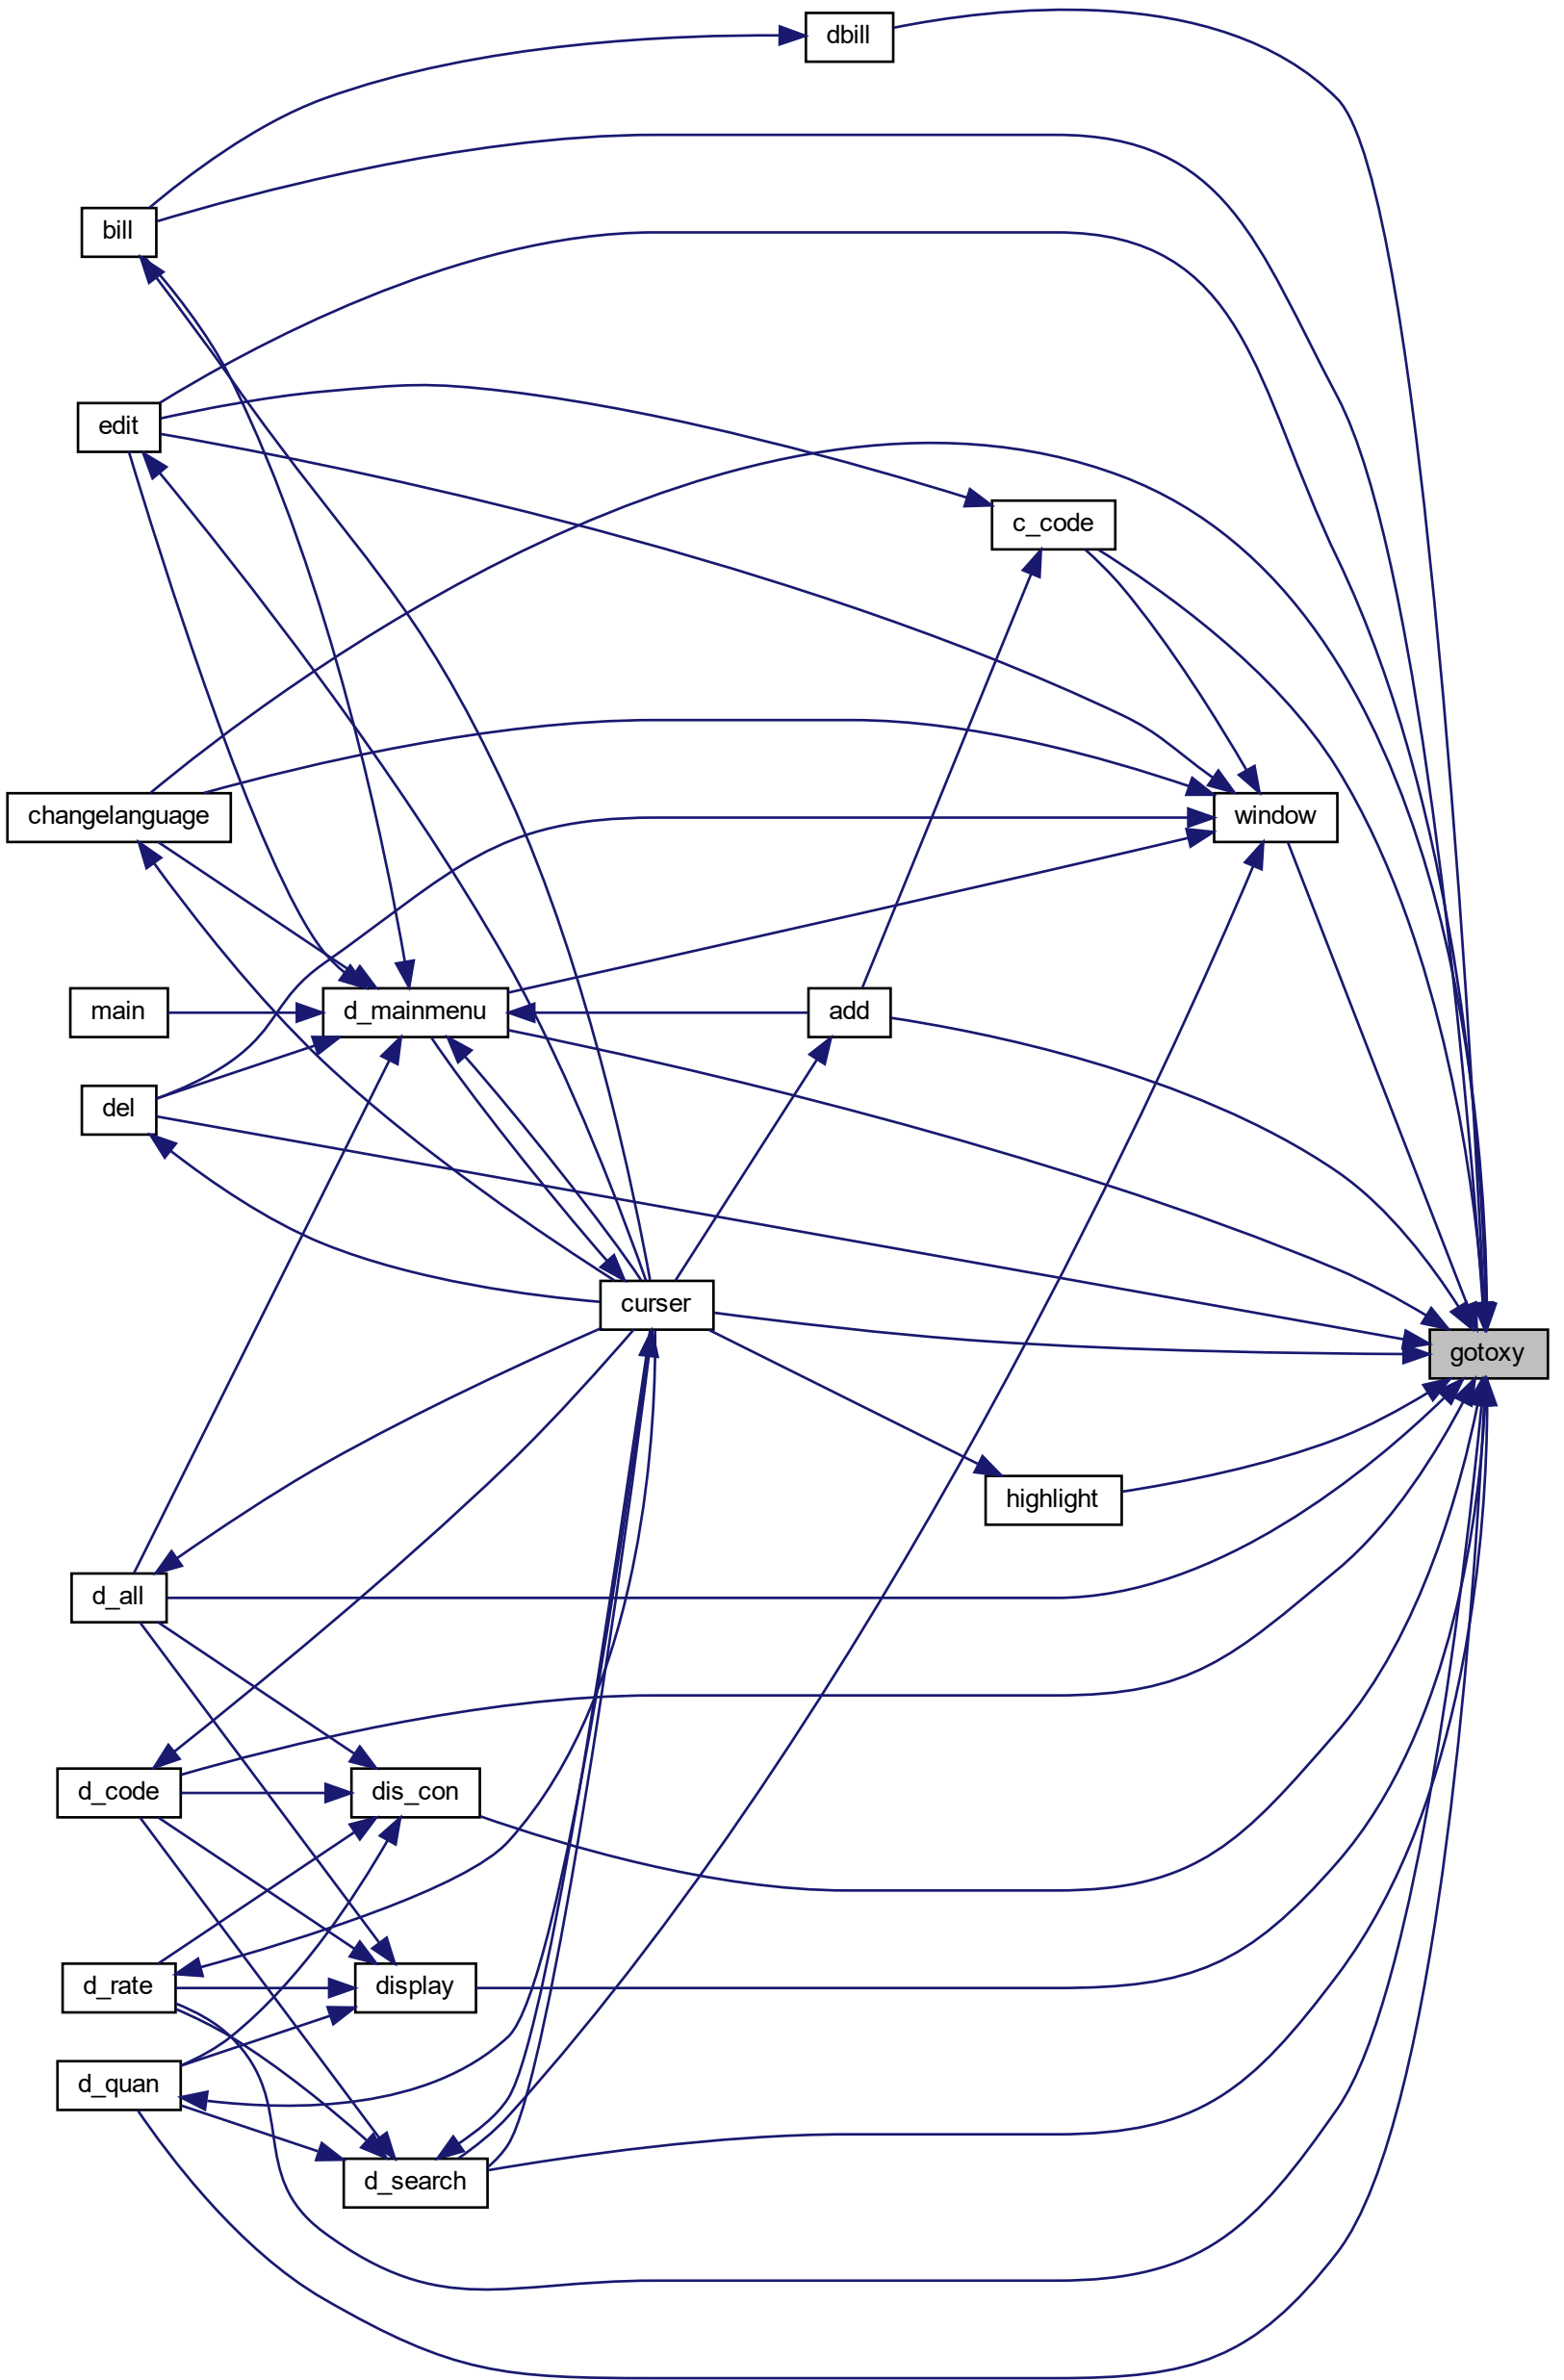 dbill
bill
edit
c_code
changelanguage
window
main
d_mainmenu
add
del
curser
gotoxy
highlight
d_all
d_code
dis_con
d_rate
display
d_quan
d_search